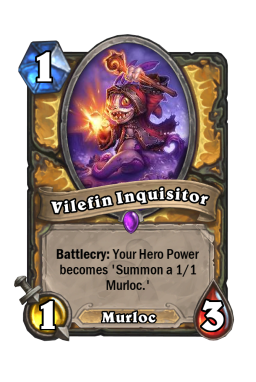 1
Vilefin Inquisitor
Battlecry: Your Hero Power
becomes 'Summon a 1/1
Murloc.'
1
Murloc
3